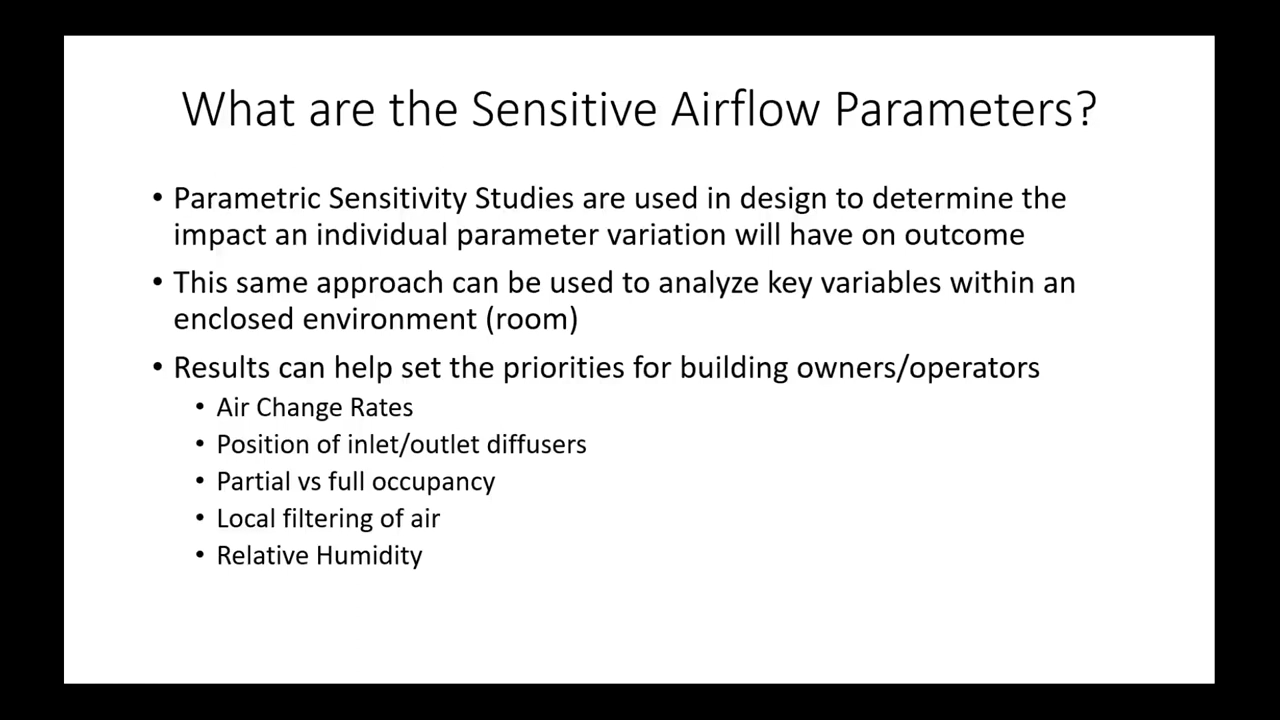 What are the Sensitive Airflow Parameters?
• Parametric Sensitivity Studies are used in design to determine the
impact an individual parameter variation will have on outcome
• This same approach can be used to analyze key variables within an
enclosed environment (room)
• Results can help set the priorities for building owners/operators
• Air Change Rates
• Position of inlet/outlet diffusers
• Partial vs full occupancy
• Local filtering of air
• Relative Humidity